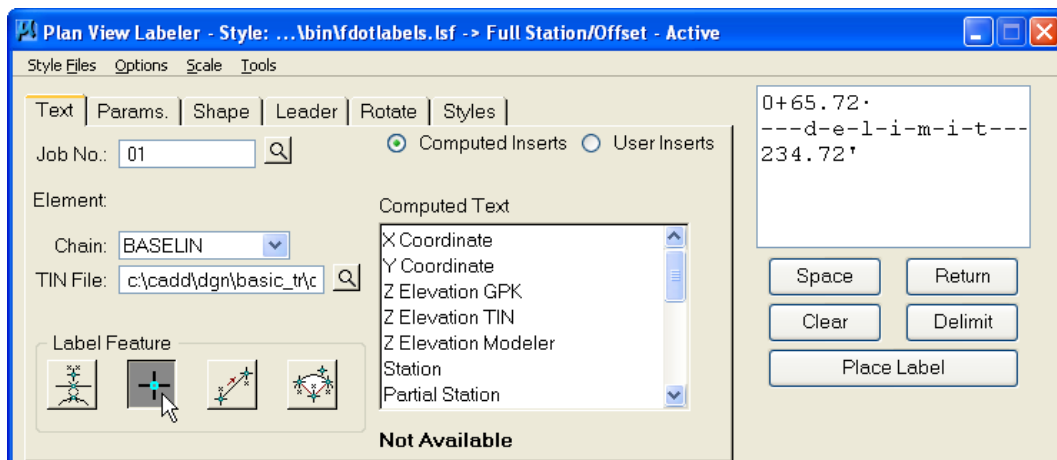 Plan View Labeler - Style: ...\bin\fdotlabels.lsf -> Full Station/Offset - Active
Style Files Options Scale Tools
Text Params. Shape Leader Rotate Styles
Job No.: 01
Computed Inserts User Inserts
Element:
Chain: BASELIN
TIN File: c:\cadd\dgn\basic_tr\c
Label Feature
Computed Text
X Coordinate
Y Coordinate
Z Elevation GPK
Z Elevation TIN
Z Elevation Modeler
Station
Partial Station
Not Available
0+65.72·
---d-e-l-i-m-i-t---
234.72'
Space Return
Clear Delimit
Place Label